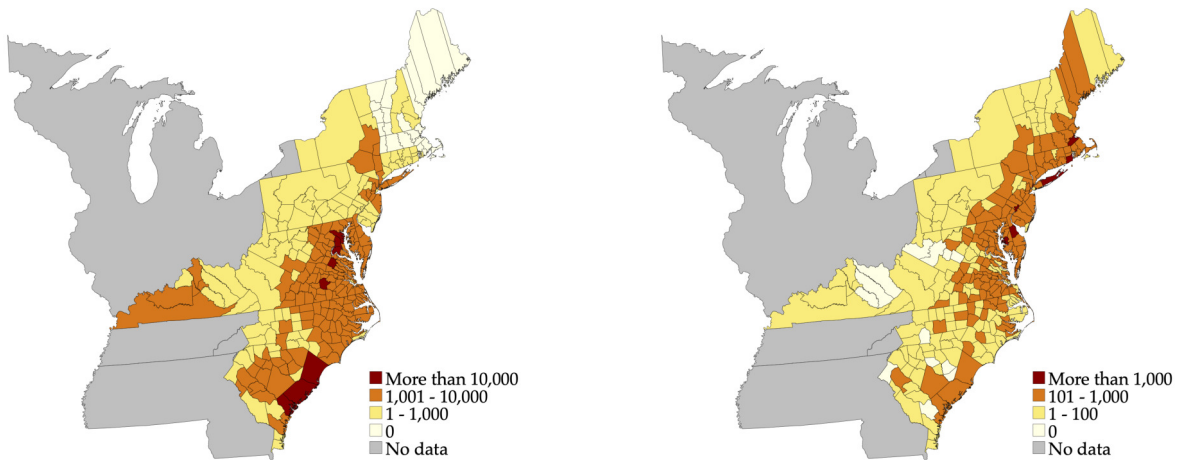 More than 10,000
1,001 - 10,000
1 - 1,000
0
No data
More than 1,000
101 - 1,000
1 - 100
0
No data